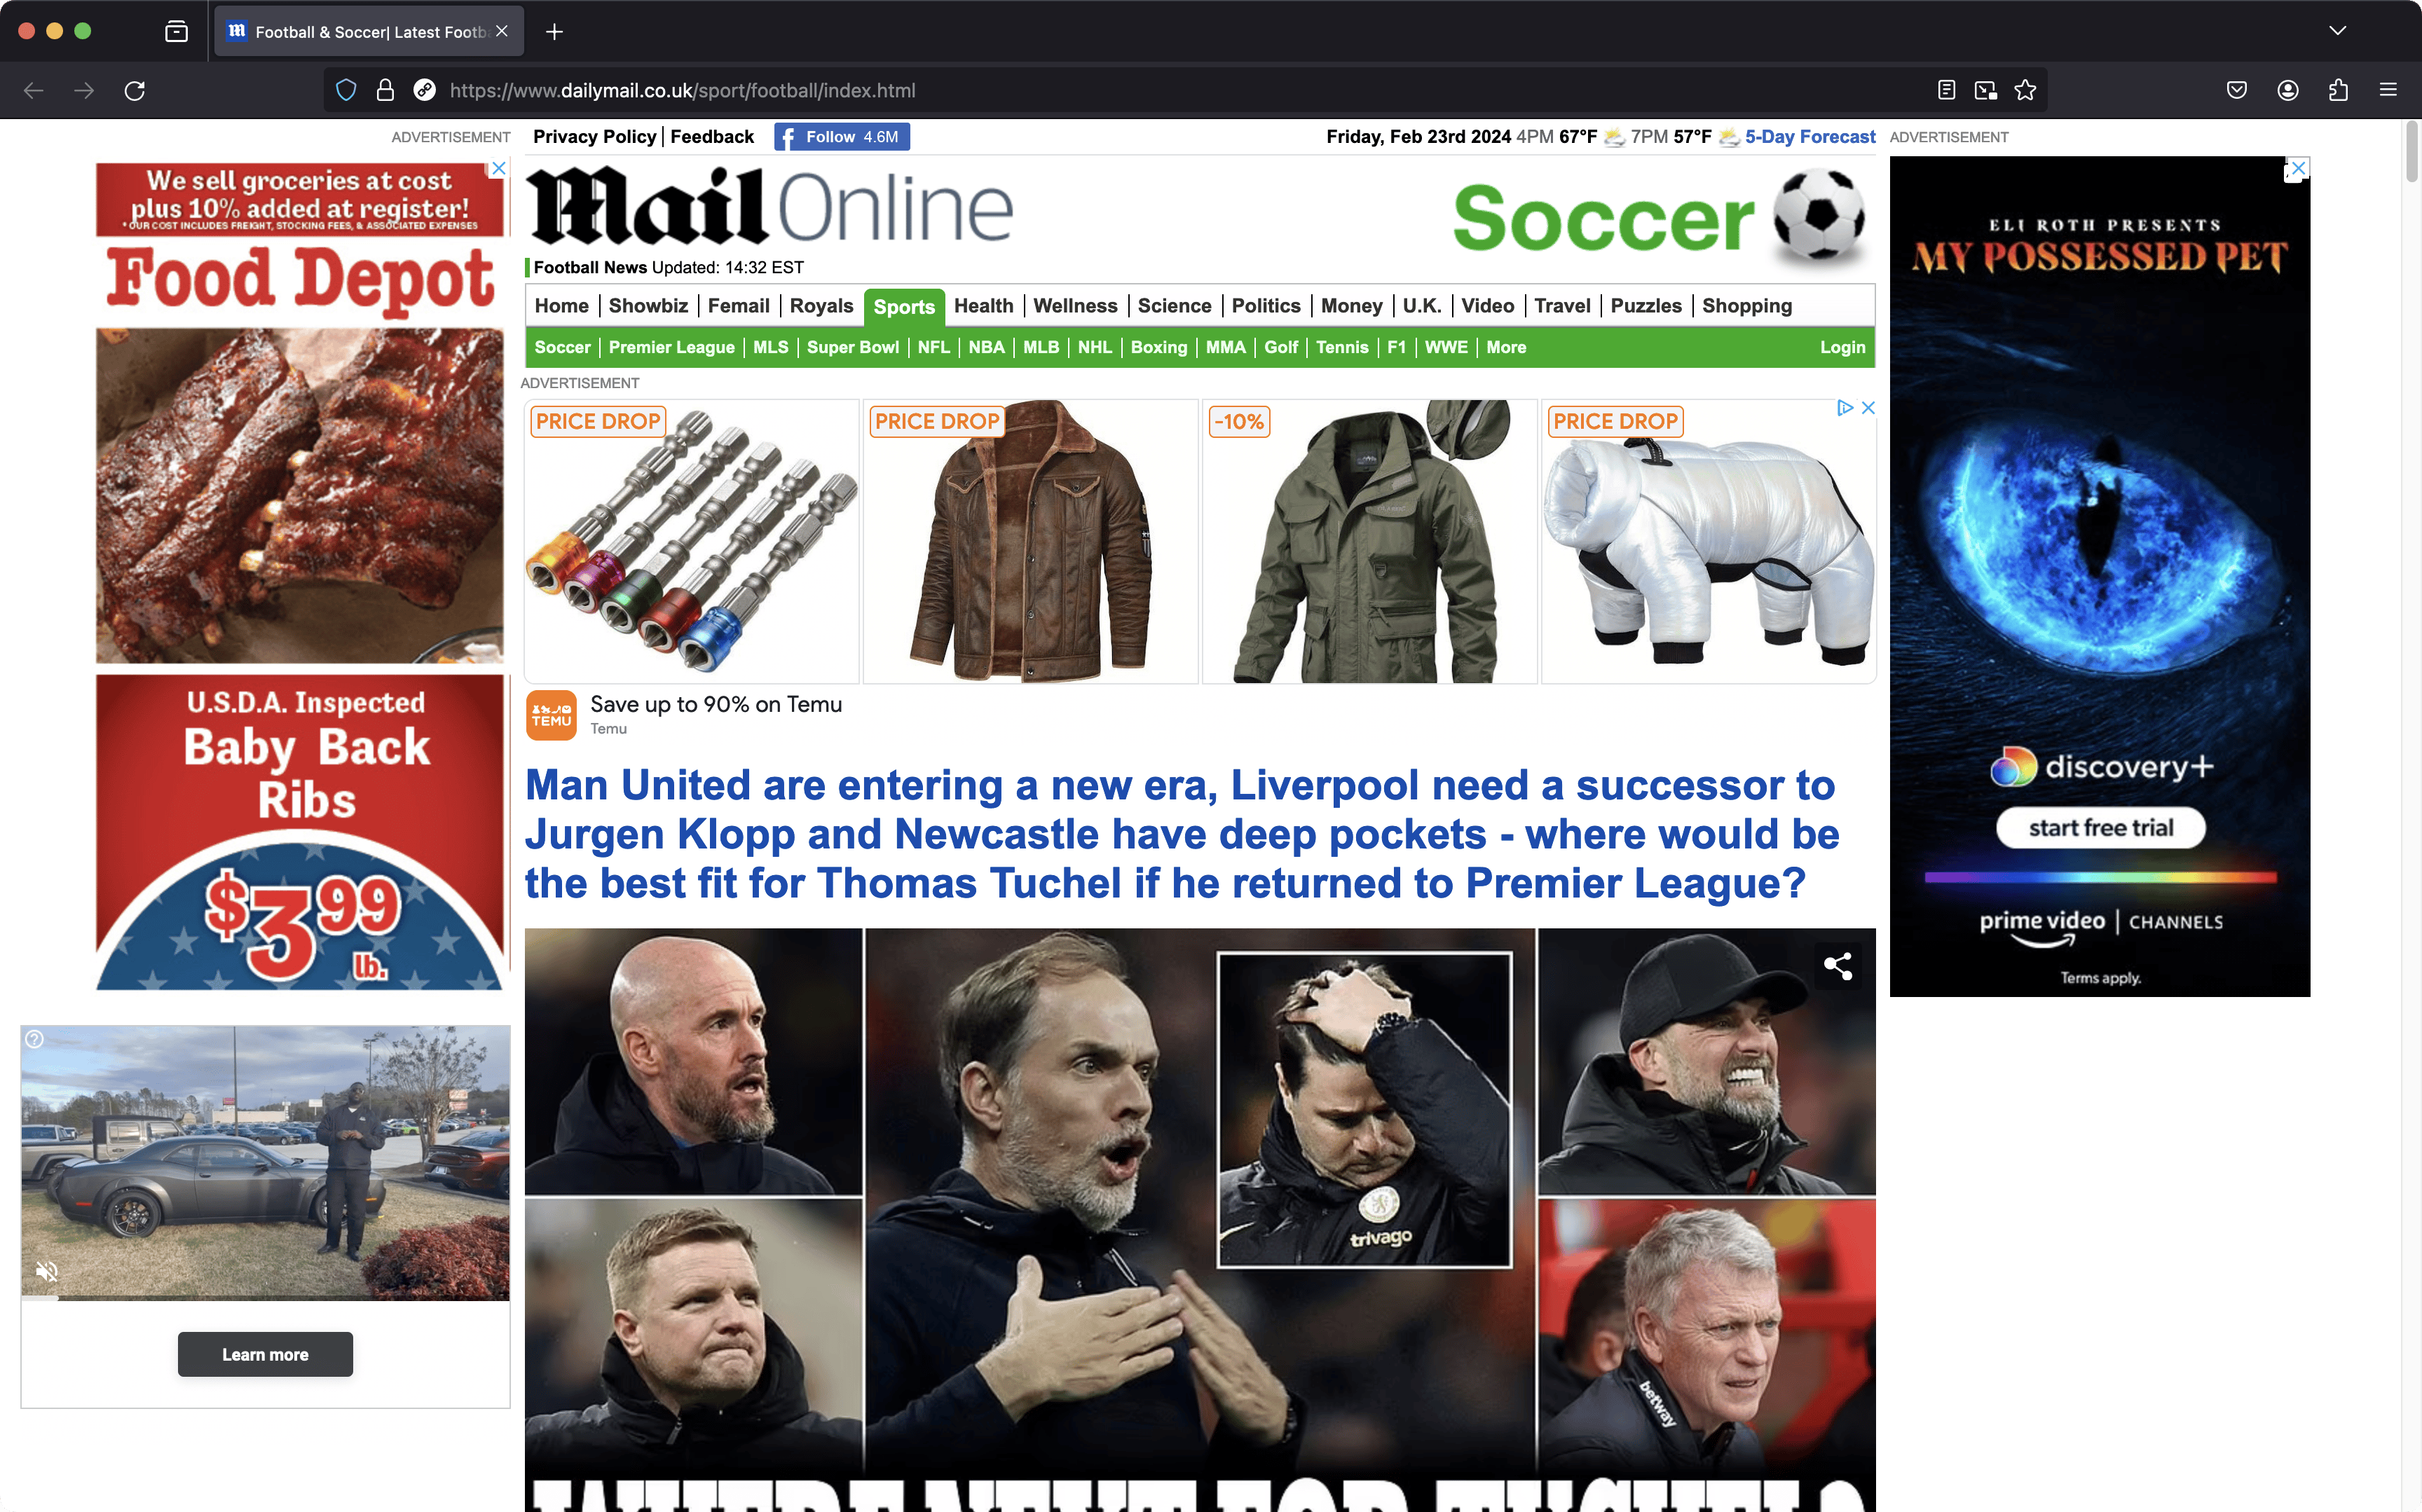 Football & Soccer| Latest Footb
https://www.dailymail.co.uk/sport/football/index.html
ADVERTISEMENT
Privacy Policy | Feedback
Follow 4.6M
Friday, Feb 23rd 2024 4PM 67°F 7PM 57°F 5-Day Forecast
ADVERTISEMENT
We sell groceries at cost
plus 10% added at register!
* OUR COST INCLUDES FREIGHT, STOCKING FEES, & ASSOCIATED EXPENSES
Food Depot
U.S.D.A. Inspected
Baby Back
Ribs
$3.99
lb.
Learn more
Mail Online
Soccer
Football News Updated: 14:32 EST
Home | Showbiz | Femail | Royals | Sports | Health | Wellness | Science | Politics | Money | U.K. | Video | Travel | Puzzles | Shopping
Soccer | Premier League | MLS | Super Bowl | NFL | NBA | MLB | NHL | Boxing | MMA | Golf | Tennis | F1 | WWE | More
Login
ADVERTISEMENT
PRICE DROP
PRICE DROP
-10%
PRICE DROP
TEMU
Save up to 90% on Temu
Temu
Man United are entering a new era, Liverpool need a successor to
Jurgen Klopp and Newcastle have deep pockets - where would be
the best fit for Thomas Tuchel if he returned to Premier League?
trivago
betway
WHERE NEXT FOR TUCHEL?
ELI ROTH PRESENTS
MY POSSESSED PET
discovery+
start free trial
prime video | CHANNELS
Terms apply.